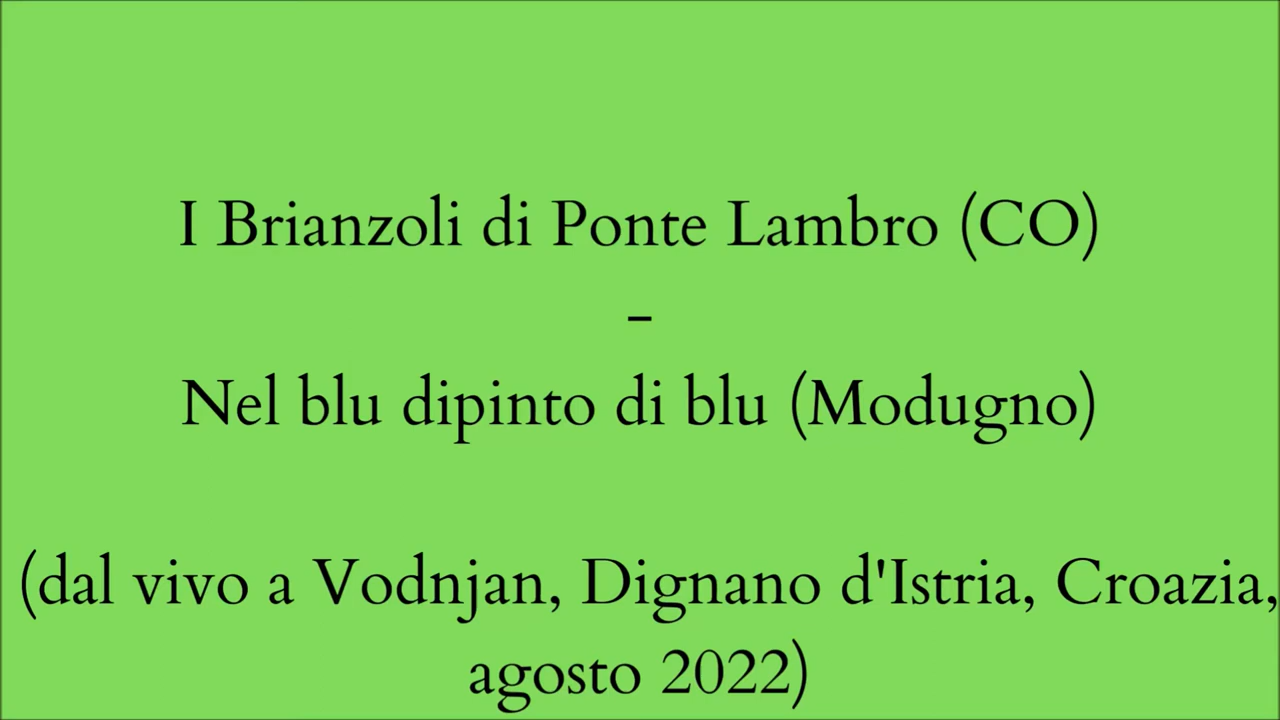 I Brianzoli di Ponte Lambro (CO)
-
Nel blu dipinto di blu (Modugno)
(dal vivo a Vodnjan, Dignano d'Istria, Croazia,
agosto 2022)